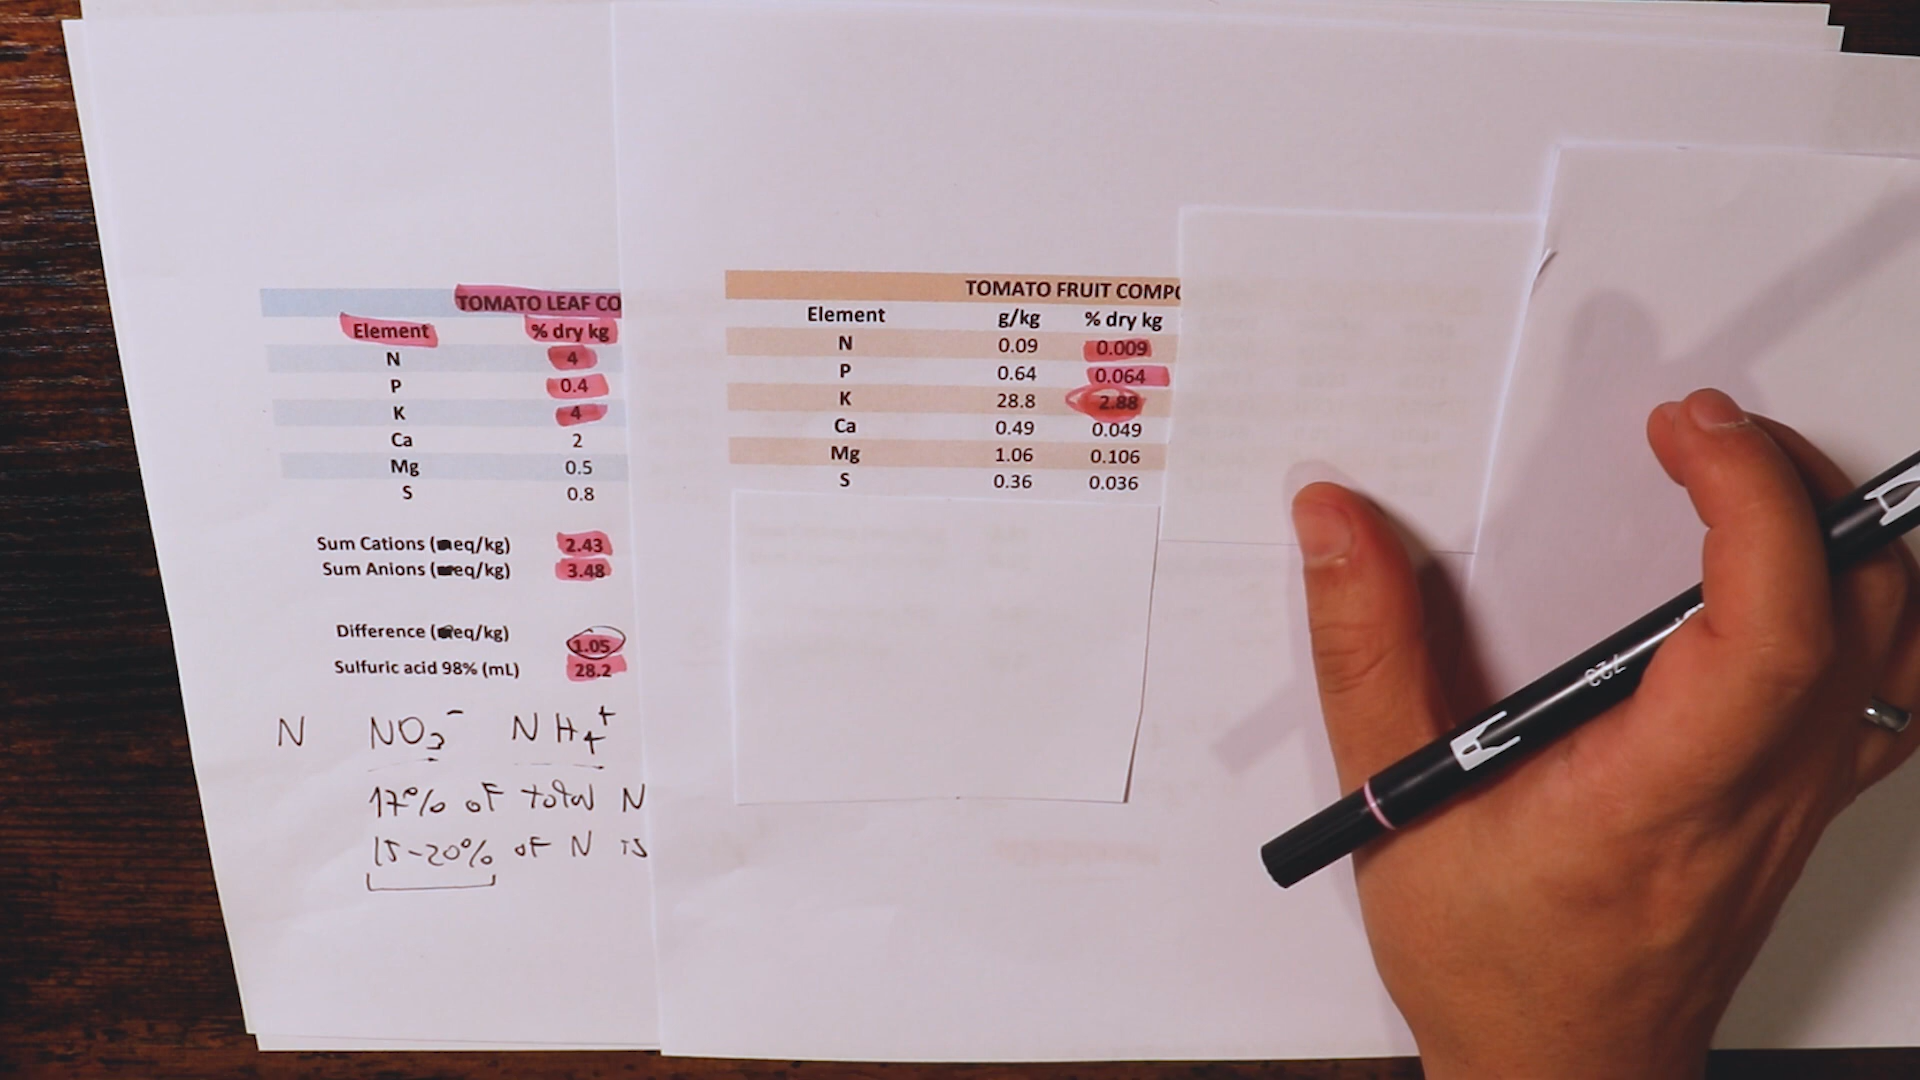 TOMATO LEAF CO
Element % dry kg
N 4
P 0.4
K 4
Ca 2
Mg 0.5
S 0.8
Sum Cations (eq/kg) 2.43
Sum Anions (eq/kg) 3.48
Difference (eq/kg) 1.05
Sulfuric acid 98% (mL) 28.2
N NO3- NH4+
17% of total N
15-20% of N is
TOMATO FRUIT COMPO
Element g/kg % dry kg
N 0.09 0.009
P 0.64 0.064
K 28.8 2.88
Ca 0.49 0.049
Mg 1.06 0.106
S 0.36 0.036
723